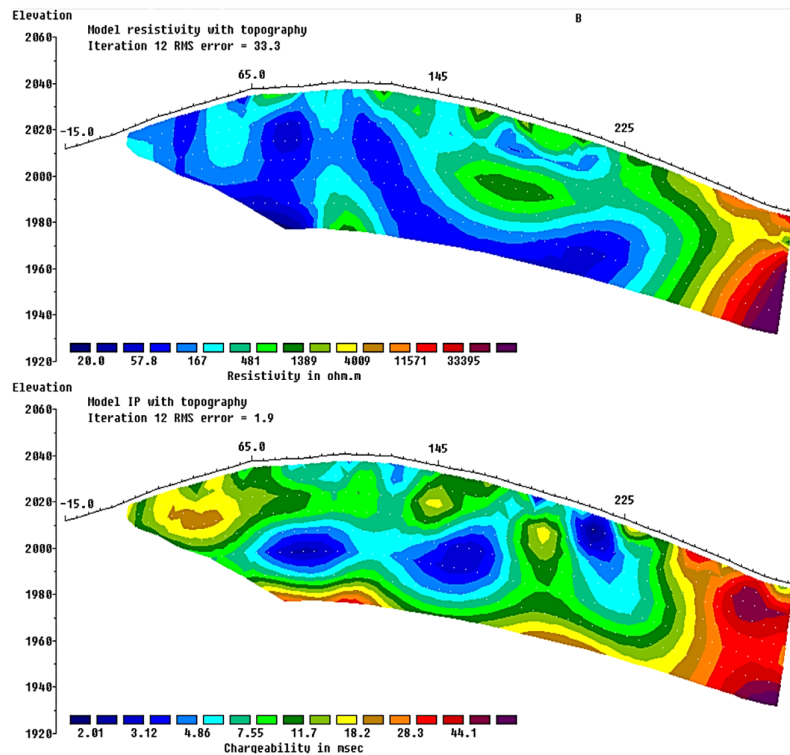 Elevation
B
2060
Model resistivity with topography
Iteration 12 RMS error = 33.3
2040
65.0
145
2020
-15.0
225
2000
1980
1960
1940
1920
20.0 57.8 167 481 1389 4009 11571 33395
Resistivity in ohm.m
Elevation
2060
Model IP with topography
Iteration 12 RMS error = 1.9
2040
65.0
145
2020
-15.0
225
2000
1980
1960
1940
1920
2.01 3.12 4.86 7.55 11.7 18.2 28.3 44.1
Chargeability in msec